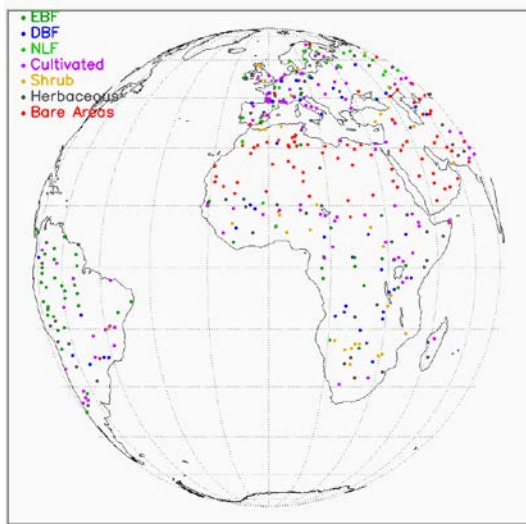 EBF
DBF
NLF
Cultivated
Shrub
Herbaceous
Bare Areas